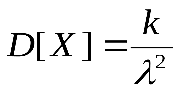 D[X] = k/λ²